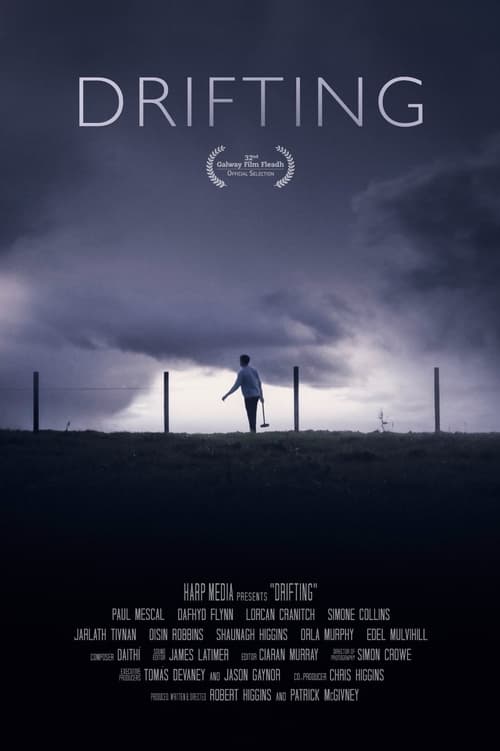 DRIFTING
32nd
Galway Film Fleadh
OFFICIAL SELECTION
HARP MEDIA PRESENTS "DRIFTING"
PAUL MESCAL DAFHYD FLYNN LORCAN CRANITCH SIMONE COLLINS
JARLATH TIVNAN OISIN ROBBINS SHAUNAGH HIGGINS ORLA MURPHY EDEL MULVIHILL
COMPOSER DAITHÍ SOUND EDITOR JAMES LATIMER EDITOR CIARAN MURRAY DIRECTOR OF PHOTOGRAPHY SIMON CROWE
EXECUTIVE PRODUCERS TOMÁS DEVANEY AND JASON GAYNOR CO-PRODUCER CHRIS HIGGINS
PRODUCED, WRITTEN & DIRECTED ROBERT HIGGINS AND PATRICK McGIVNEY